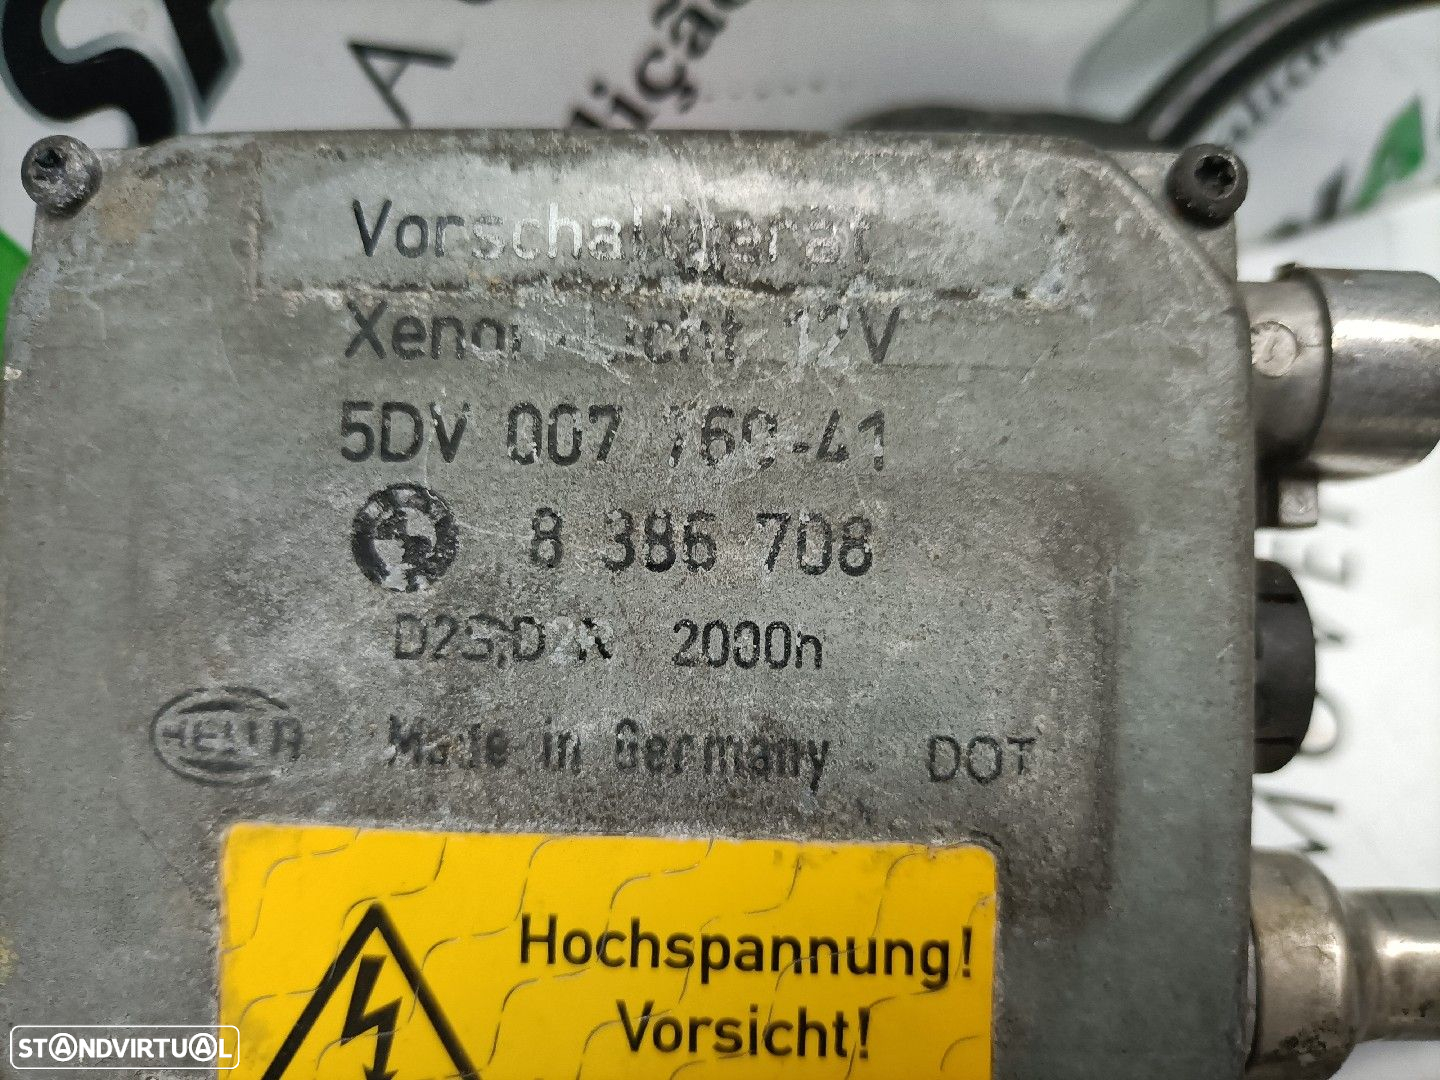 Vorschaltgerät
Xenon-Licht 12V
5DV 007 760-41
8 386 708
D2S,D2R 2000h
HELLA Made in Germany DOT
Hochspannung!
Vorsicht!
STANDVIRTUAL